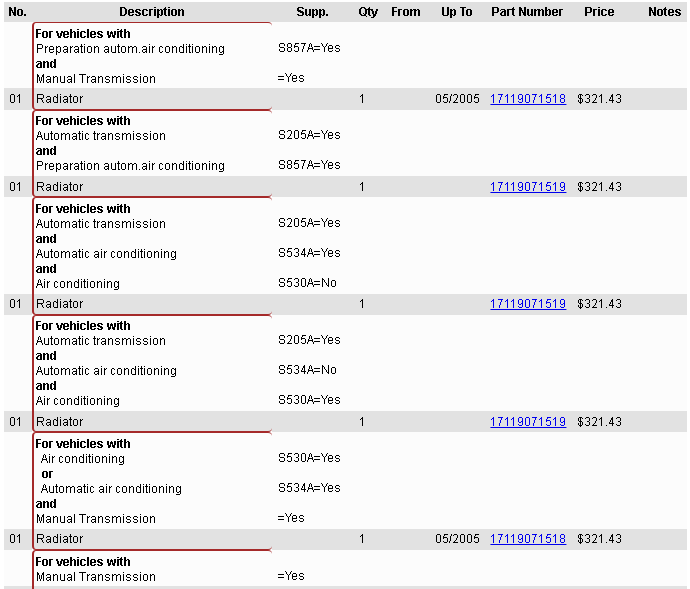 No. Description Supp. Qty From Up To Part Number Price Notes
For vehicles with
Preparation autom.air conditioning S857A=Yes
and
Manual Transmission =Yes
01 Radiator 1 05/2005 17119071518 $321.43
For vehicles with
Automatic transmission S205A=Yes
and
Preparation autom.air conditioning S857A=Yes
01 Radiator 1 17119071519 $321.43
For vehicles with
Automatic transmission S205A=Yes
and
Automatic air conditioning S534A=Yes
and
Air conditioning S530A=No
01 Radiator 1 17119071519 $321.43
For vehicles with
Automatic transmission S205A=Yes
and
Automatic air conditioning S534A=No
and
Air conditioning S530A=Yes
01 Radiator 1 17119071519 $321.43
For vehicles with
Air conditioning S530A=Yes
or
Automatic air conditioning S534A=Yes
and
Manual Transmission =Yes
01 Radiator 1 05/2005 17119071518 $321.43
For vehicles with
Manual Transmission =Yes